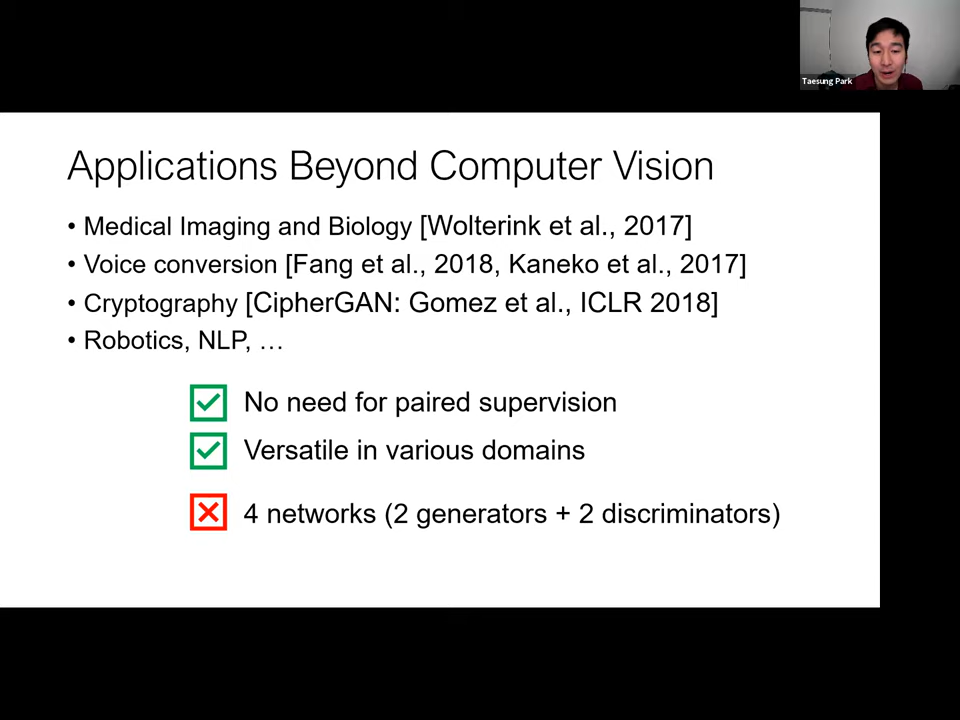 Taesung Park
Applications Beyond Computer Vision
• Medical Imaging and Biology [Wolterink et al., 2017]
• Voice conversion [Fang et al., 2018, Kaneko et al., 2017]
• Cryptography [CipherGAN: Gomez et al., ICLR 2018]
• Robotics, NLP, …
No need for paired supervision
Versatile in various domains
4 networks (2 generators + 2 discriminators)